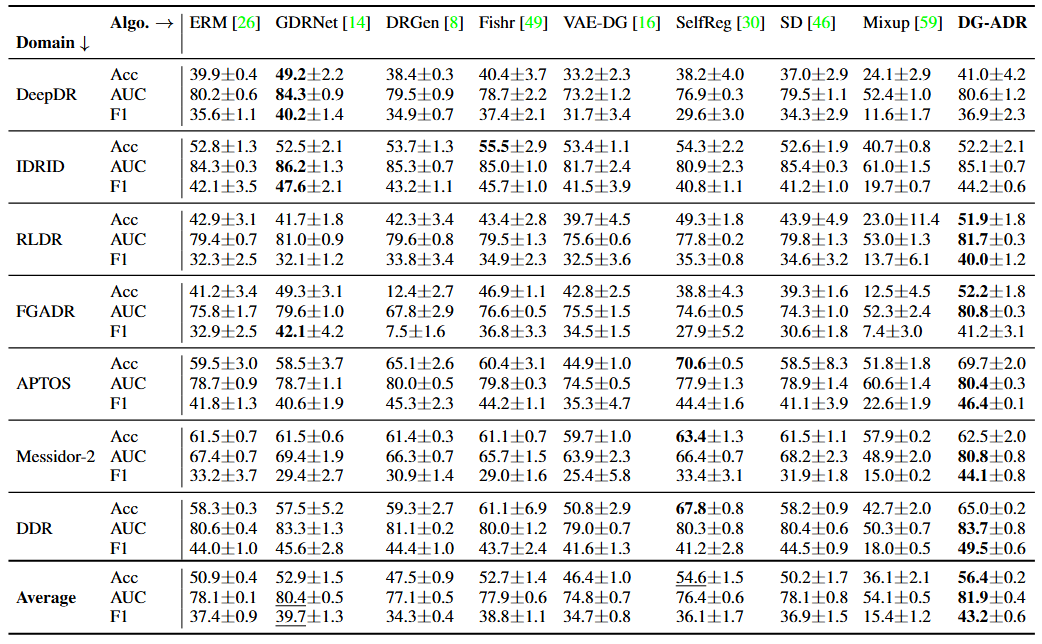 Algo. → ERM [26] GDRNet [14] DRGen [8] Fishr [49] VAE-DG [16] SelfReg [30] SD [46] Mixup [59] DG-ADR
Domain ↓
Acc 39.9±0.4 49.2±2.2 38.4±0.3 40.4±3.7 33.2±2.3 38.2±4.0 37.0±2.9 24.1±2.9 41.0±4.2
DeepDR AUC 80.2±0.6 84.3±0.9 79.5±0.9 78.7±2.2 73.2±1.2 76.9±0.3 79.5±1.1 52.4±1.0 80.6±1.2
F1 35.6±1.1 40.2±1.4 34.9±0.7 37.4±2.1 31.7±3.4 29.6±3.0 34.3±2.9 11.6±1.7 36.9±2.3
Acc 52.8±1.3 52.5±2.1 53.7±1.3 55.5±2.9 53.4±1.1 54.3±2.2 52.6±1.9 40.7±0.8 52.2±2.1
IDRID AUC 84.3±0.3 86.2±1.3 85.3±0.7 85.0±1.0 81.7±2.4 80.9±2.3 85.4±0.3 61.0±1.5 85.1±0.7
F1 42.1±3.5 47.6±2.1 43.2±1.1 45.7±1.0 41.5±3.9 40.8±1.1 41.2±1.0 19.7±0.7 44.2±0.6
Acc 42.9±3.1 41.7±1.8 42.3±3.4 43.4±2.8 39.7±4.5 49.3±1.8 43.9±4.9 23.0±11.4 51.9±1.8
RLDR AUC 79.4±0.7 81.0±0.9 79.6±0.8 79.5±1.3 75.6±0.6 77.8±0.2 79.8±1.3 53.0±1.3 81.7±0.3
F1 32.3±2.5 32.1±1.2 33.8±3.4 34.9±2.3 32.5±3.6 35.3±0.8 34.6±3.2 13.7±6.1 40.0±1.2
Acc 41.2±3.4 49.3±3.1 12.4±2.7 46.9±1.1 42.8±2.5 38.8±4.3 39.3±1.6 12.5±4.5 52.2±1.8
FGADR AUC 75.8±1.7 79.6±1.0 67.8±2.9 76.6±0.5 75.5±1.5 74.6±0.5 74.3±1.0 52.3±2.4 80.8±0.3
F1 32.9±2.5 42.1±4.2 7.5±1.6 36.8±3.3 34.5±1.5 27.9±5.2 30.6±1.8 7.4±3.0 41.2±3.1
Acc 59.5±3.0 58.5±3.7 65.1±2.6 60.4±3.1 44.9±1.0 70.6±0.5 58.5±8.3 51.8±1.8 69.7±2.0
APTOS AUC 78.7±0.9 78.7±1.1 80.0±0.5 79.8±0.3 74.5±0.5 77.9±1.3 78.9±1.4 60.6±1.4 80.4±0.3
F1 41.8±1.3 40.6±1.9 45.3±2.3 44.2±1.1 35.3±4.7 44.4±1.6 41.1±3.9 22.6±1.9 46.4±0.1
Acc 61.5±0.7 61.5±0.6 61.4±0.3 61.1±0.7 59.7±1.0 63.4±1.3 61.5±1.1 57.9±0.2 62.5±2.0
Messidor-2 AUC 67.4±0.7 69.4±1.9 66.3±0.7 65.7±1.5 63.9±2.3 66.4±0.7 68.2±2.3 48.9±2.0 80.8±0.8
F1 33.2±3.7 29.4±2.7 30.9±1.4 29.0±1.6 25.4±5.8 33.4±3.1 31.9±1.8 15.0±0.2 44.1±0.8
Acc 58.3±0.3 57.5±5.2 59.3±2.7 61.1±6.9 50.8±2.9 67.8±0.8 58.2±0.9 42.7±2.0 65.0±0.2
DDR AUC 80.6±0.4 83.3±1.3 81.1±0.2 80.0±1.2 79.0±0.7 80.3±0.8 80.4±0.6 50.3±0.7 83.7±0.8
F1 44.0±1.0 45.6±2.8 44.4±1.0 43.7±2.4 41.6±1.3 41.2±2.8 44.5±0.9 18.0±0.5 49.5±0.6
Acc 50.9±0.4 52.9±1.5 47.5±0.9 52.7±1.4 46.4±1.0 54.6±1.5 50.2±1.7 36.1±2.1 56.4±0.2
Average AUC 78.1±0.1 80.4±0.5 77.1±0.5 77.9±0.6 74.8±0.7 76.4±0.6 78.1±0.8 54.1±0.5 81.9±0.4
F1 37.4±0.9 39.7±1.3 34.3±0.4 38.8±1.1 34.7±0.8 36.1±1.7 36.9±1.5 15.4±1.2 43.2±0.6